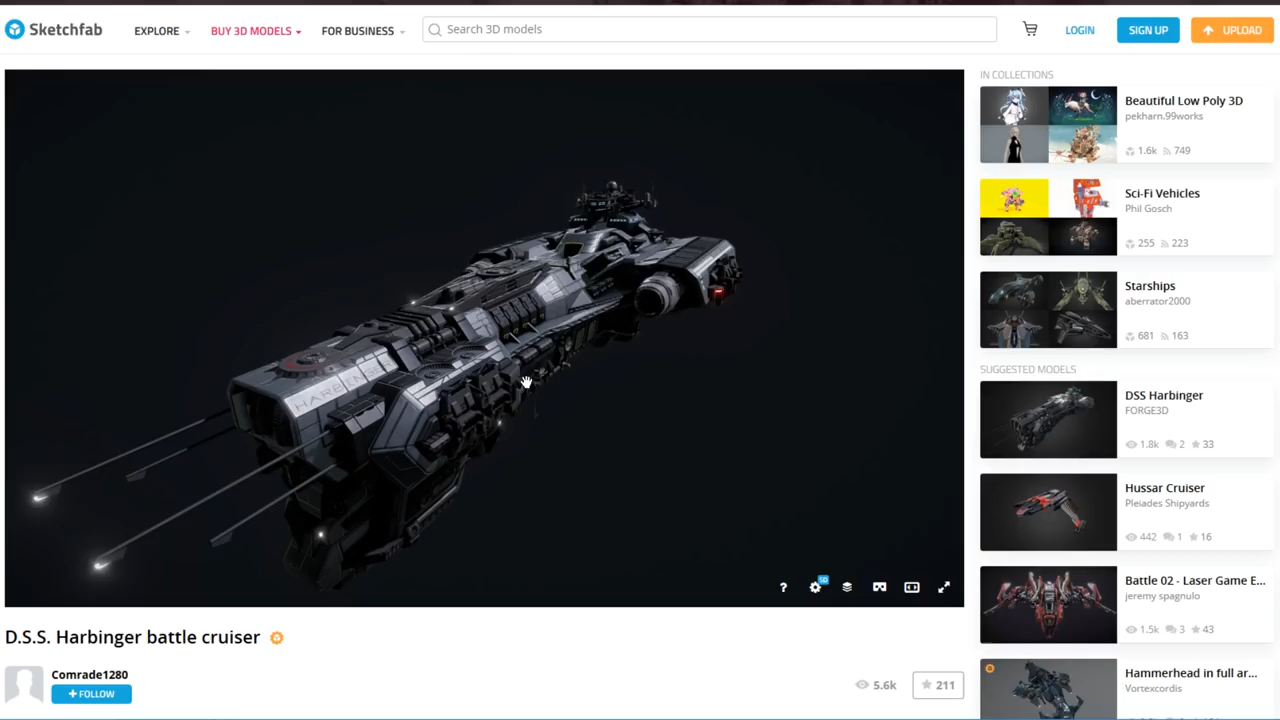 Sketchfab
EXPLORE
BUY 3D MODELS
FOR BUSINESS
Search 3D models
LOGIN
SIGN UP
UPLOAD
HARBINGER
?
SD
D.S.S. Harbinger battle cruiser
Comrade1280
+ FOLLOW
5.6k
211
IN COLLECTIONS
Beautiful Low Poly 3D
pekharn.99works
1.6k 749
Sci-Fi Vehicles
Phil Gosch
255 223
Starships
aberrator2000
681 163
SUGGESTED MODELS
DSS Harbinger
FORGE3D
1.8k 2 33
Hussar Cruiser
Pleiades Shipyards
442 1 16
Battle 02 - Laser Game E...
jeremy spagnulo
1.5k 3 43
Hammerhead in full ar...
Vortexcordis